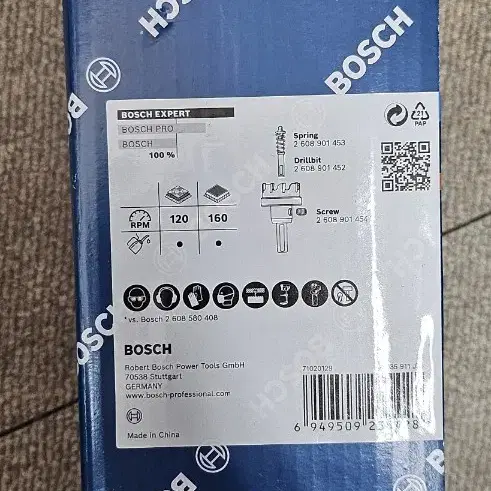 BOSCH
BOSCH
BOSCH EXPERT
BOSCH PRO
BOSCH
100 %
Spring
2 608 901 453
Drillbit
2 608 901 452
Screw
2 608 901 454
PAP
RPM
120
160
* vs. Bosch 2 608 580 408
BOSCH
Robert Bosch Power Tools GmbH
70538 Stuttgart
GERMANY
www.bosch-professional.com
Made in China
71020129